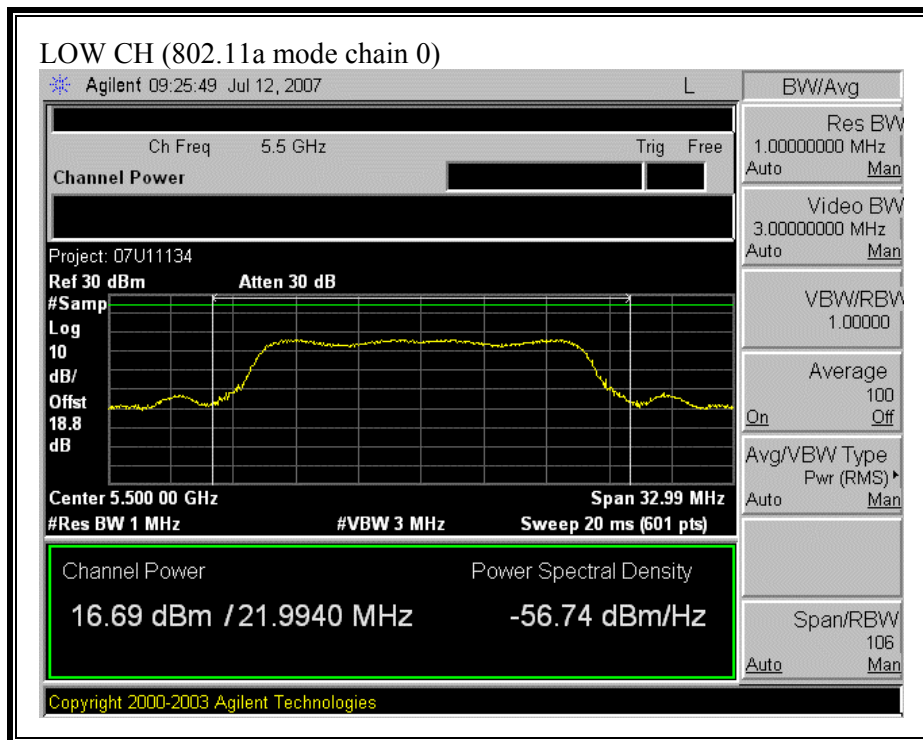 LOW CH (802.11a mode chain 0)
Agilent 09:25:49 Jul 12, 2007 L
BW/Avg
Ch Freq 5.5 GHz Trig Free
Channel Power
Project: 07U11134
Ref 30 dBm Atten 30 dB
#Samp
Log
10
dB/
Offst
18.8
dB
Center 5.500 00 GHz Span 32.99 MHz
#Res BW 1 MHz #VBW 3 MHz Sweep 20 ms (601 pts)
Channel Power Power Spectral Density
16.69 dBm / 21.9940 MHz -56.74 dBm/Hz
Copyright 2000-2003 Agilent Technologies
Res BW
1.00000000 MHz
Auto Man
Video BW
3.00000000 MHz
Auto Man
VBW/RBW
1.00000
Average
100
On Off
Avg/VBW Type
Pwr (RMS)
Auto Man
Span/RBW
106
Auto Man